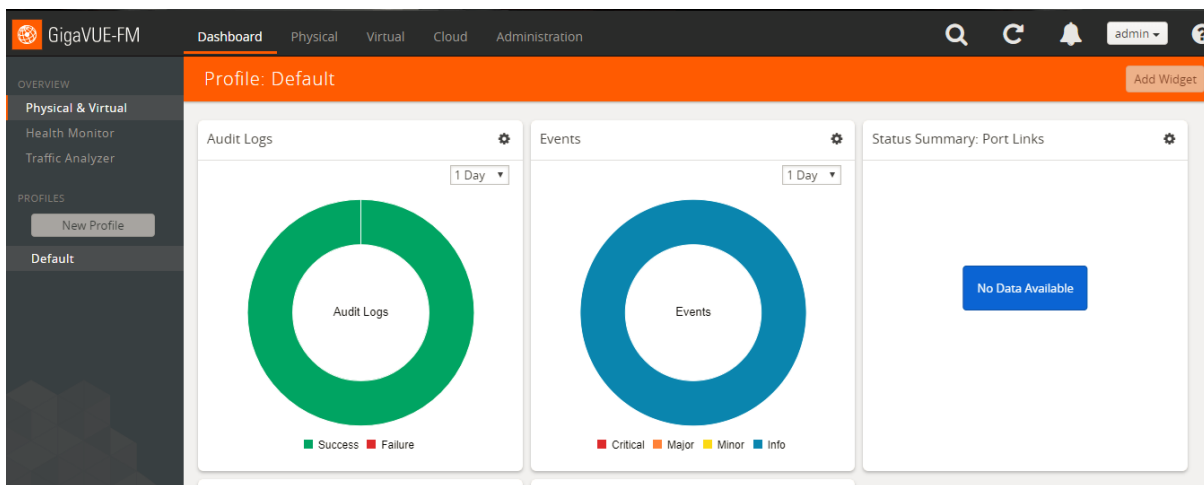 GigaVUE-FM
Dashboard Physical Virtual Cloud Administration
admin
OVERVIEW
Physical & Virtual
Health Monitor
Traffic Analyzer
PROFILES
New Profile
Default
Profile: Default
Add Widget
Audit Logs
1 Day
Audit Logs
Success Failure
Events
1 Day
Events
Critical Major Minor Info
Status Summary: Port Links
No Data Available